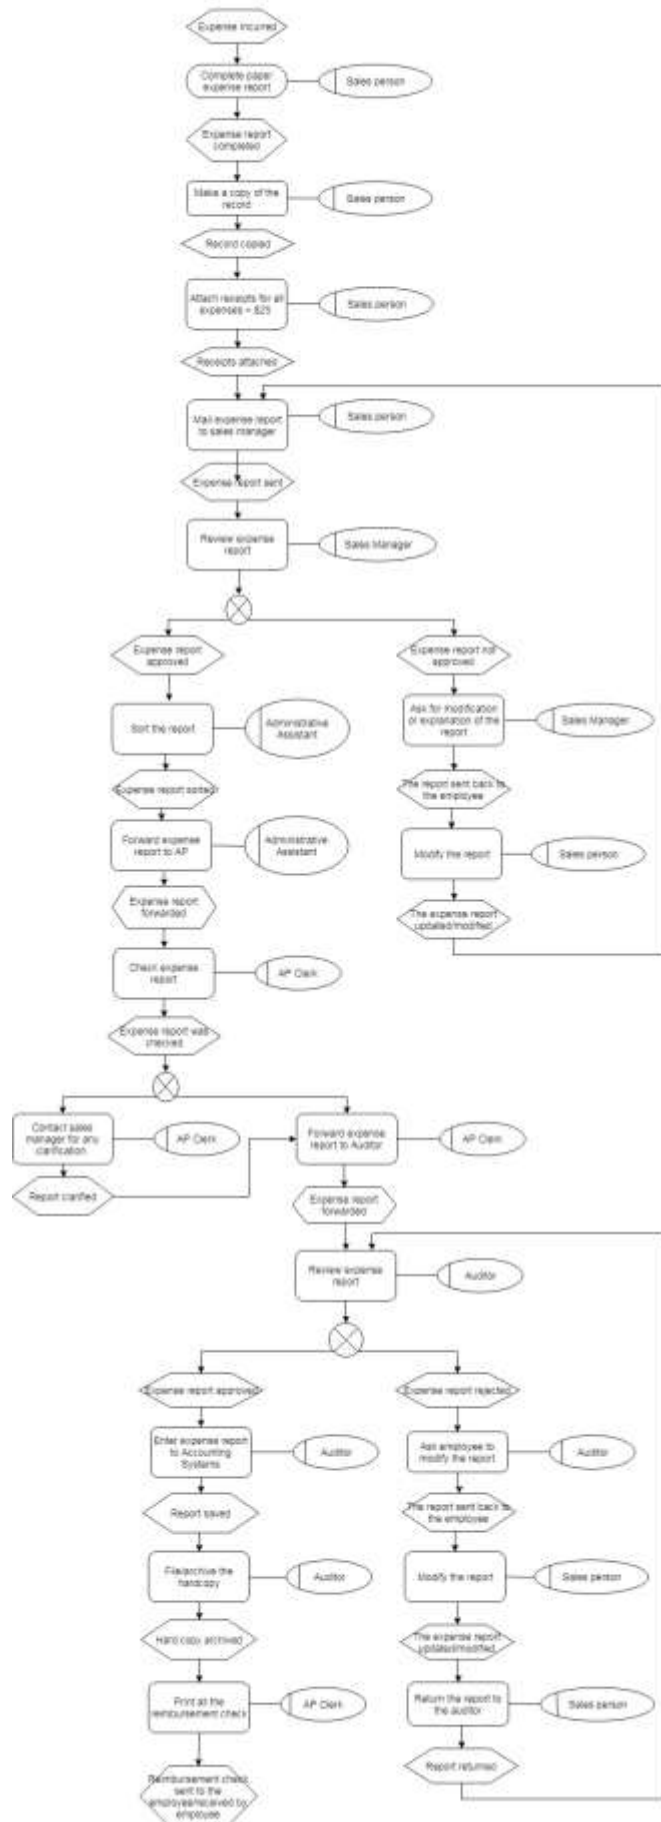 Expense incurred
Complete paper
expense report
Sales person
Expense report
completed
Make a copy of the
record
Sales person
Record copied
Attach receipts for all
expenses = $25
Sales person
Receipts attached
Mail expense report
to sales manager
Sales person
Expense report sent
Review expense
report
Sales Manager
Expense report
approved
Expense report not
approved
Sort the report
Administrative
Assistant
Ask for modification
or explanation of the
report
Sales Manager
Expense report sorted
The report sent back to
the employee
Forward expense
report to AP
Administrative
Assistant
Modify the report
Sales person
Expense report
forwarded
The expense report
updated/modified
Check expense
report
AP Clerk
Expense report was
checked
Contact sales
manager for any
clarification
AP Clerk
Forward expense
report to Auditor
AP Clerk
Report clarified
Expense report
forwarded
Review expense
report
Auditor
Expense report approved
Expense report rejected
Enter expense report
to Accounting
Systems
Auditor
Ask employee to
modify the report
Auditor
Report saved
The report sent back to
the employee
File/archive the
hardcopy
Auditor
Modify the report
Sales person
Hard copy archived
The expense report
updated/modified
Print all the
reimbursement check
AP Clerk
Return the report to
the auditor
Sales person
Report returned
Reimbursement check
sent to the
employee/received by
employee